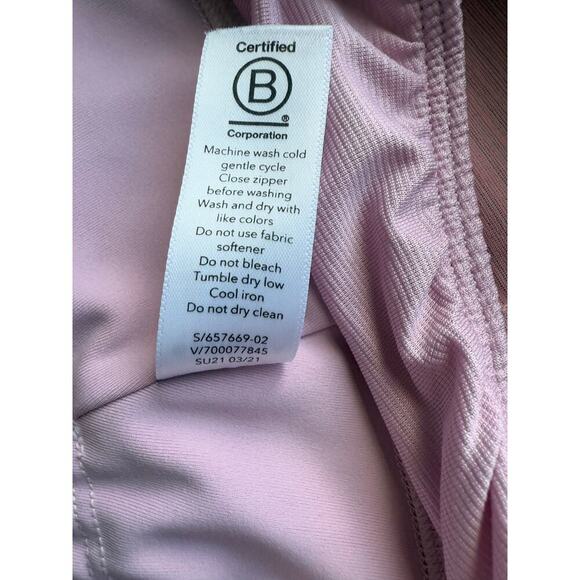 Certified
B
®
Corporation
Machine wash cold
gentle cycle
Close zipper
before washing
Wash and dry with
like colors
Do not use fabric
softener
Do not bleach
Tumble dry low
Cool iron
Do not dry clean
S/657669-02
V/700077845
SU21 03/21